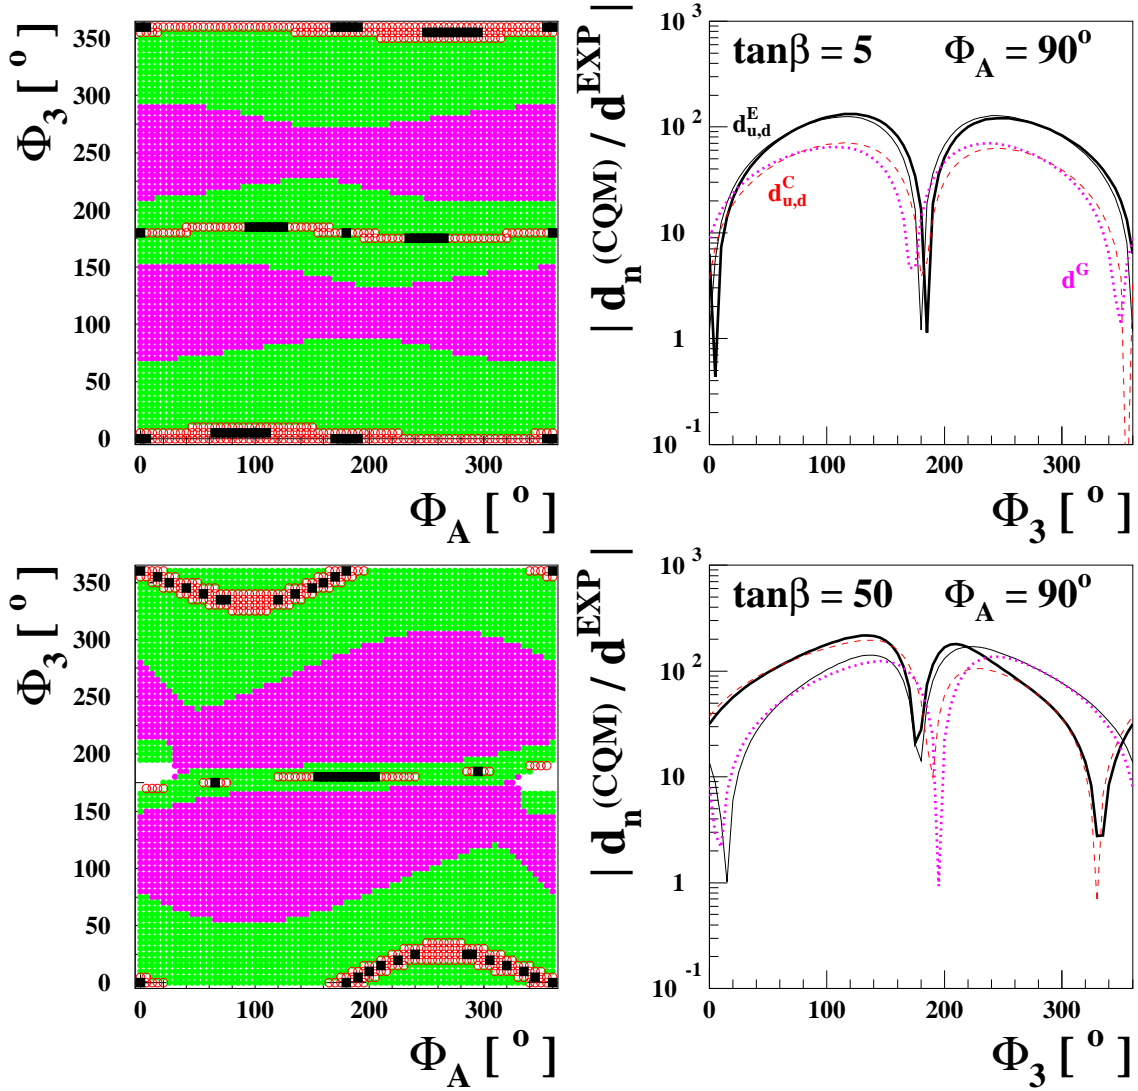 Φ3 [ o ]
350
300
250
200
150
100
50
0
0 100 200 300
ΦA [ o ]
| dn (CQM) / dEXP |
10 3
10 2
10
1
10 -1
tanβ = 5 ΦA = 90o
dEu,d
dCu,d
dG
0 100 200 300
Φ3 [ o ]
Φ3 [ o ]
350
300
250
200
150
100
50
0
0 100 200 300
ΦA [ o ]
| dn (CQM) / dEXP |
10 3
10 2
10
1
10 -1
tanβ = 50 ΦA = 90o
0 100 200 300
Φ3 [ o ]